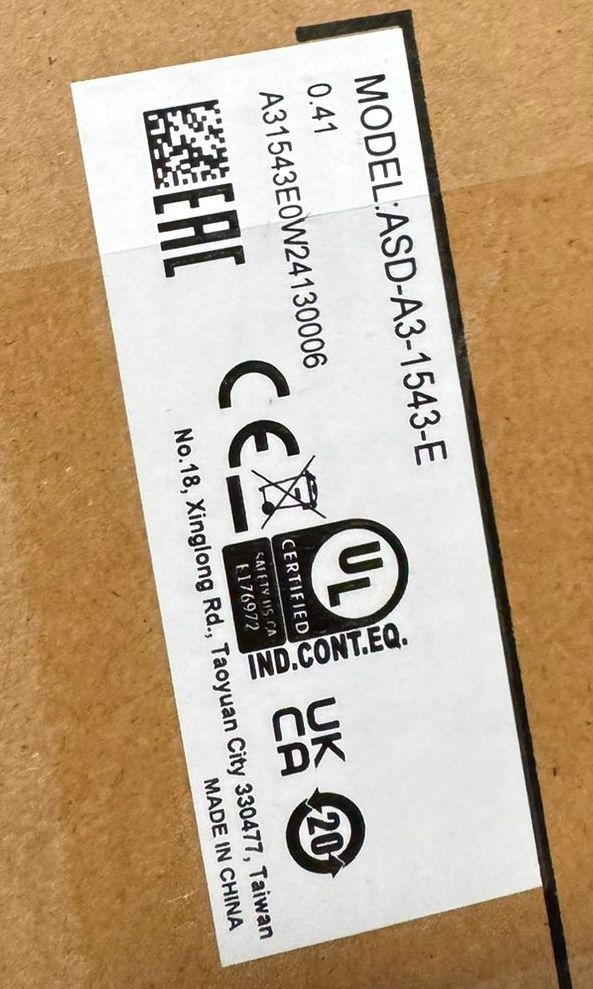 MODEL:ASD-A3-1543-E
0.41
A31543E0W24130006
EAC
CE
UL
CERTIFIED
SAFETY US CA
E176972
IND.CONT.EQ.
UK
CA
20
No.18, Xinglong Rd., Taoyuan City 330477, Taiwan
MADE IN CHINA